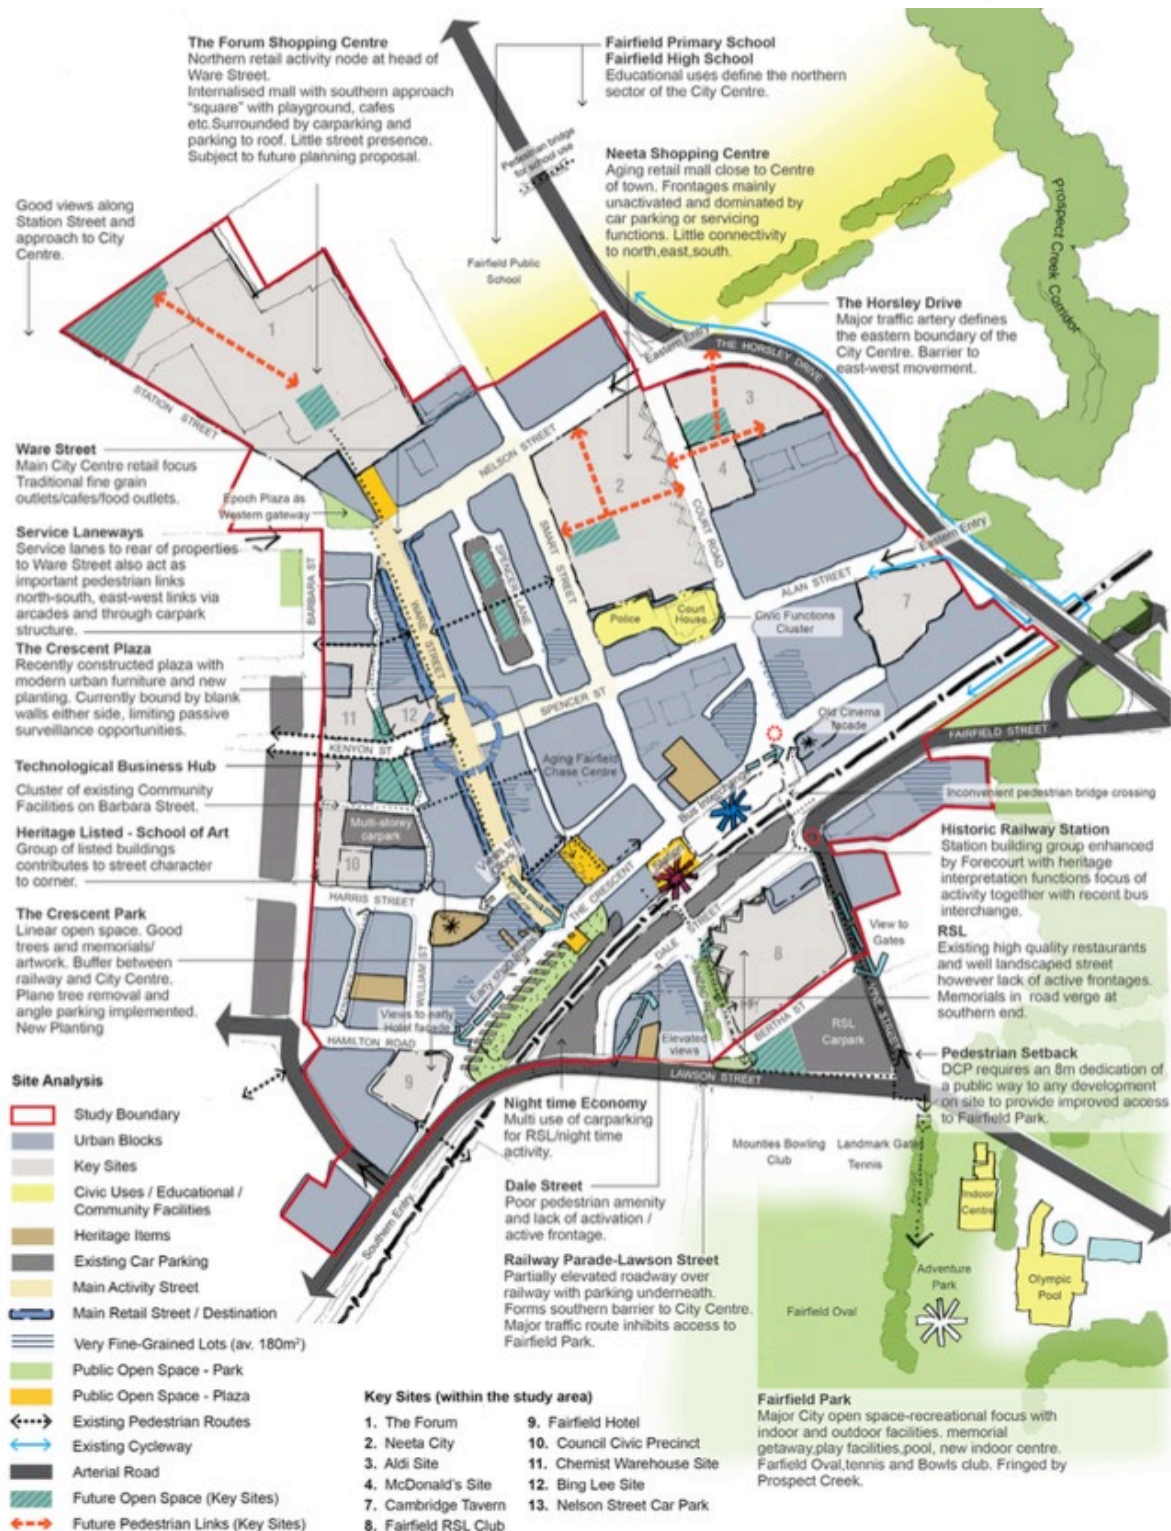 The Forum Shopping Centre
Northern retail activity node at head of
Ware Street.
Internalised mall with southern approach
“square” with playground, cafes
etc.Surrounded by carparking and
parking to roof. Little street presence.
Subject to future planning proposal.
Fairfield Primary School
Fairfield High School
Educational uses define the northern
sector of the City Centre.
Pedestrian bridge
for school use
Neeta Shopping Centre
Aging retail mall close to Centre
of town. Frontages mainly
unactivated and dominated by
car parking or servicing
functions. Little connectivity
to north,east,south.
Prospect Creek Corridor
Good views along
Station Street and
approach to City
Centre.
Fairfield Public
School
The Horsley Drive
Major traffic artery defines
the eastern boundary of the
City Centre. Barrier to
east-west movement.
Eastern Entry
THE HORSLEY DRIVE
1
STATION STREET
3
Ware Street
Main City Centre retail focus
Traditional fine grain
outlets/cafes/food outlets.
NELSON STREET
2
4
Epoch Plaza as
Western gateway
COURT ROAD
Eastern Entry
Service Laneways
Service lanes to rear of properties
to Ware Street also act as
important pedestrian links
north-south, east-west links via
arcades and through carpark
structure.
BARBARA ST
WARE STREET
SPENCER LANE
SMART STREET
ALAN STREET
7
Police
Court
House
Civic Functions
Cluster
The Crescent Plaza
Recently constructed plaza with
modern urban furniture and new
planting. Currently bound by blank
walls either side, limiting passive
surveillance opportunities.
SPENCER ST
11
12
KENYON ST
Old Cinema
facade
FAIRFIELD STREET
Technological Business Hub
Cluster of existing Community
Facilities on Barbara Street.
Aging Fairfield
Chase Centre
Bus Interchange
Inconvenient pedestrian bridge crossing
Multi-storey
carpark
10
Heritage Listed - School of Art
Group of listed buildings
contributes to street character
to corner.
HARRIS STREET
THE CRESCENT
Station
Historic Railway Station
Station building group enhanced
by Forecourt with heritage
interpretation functions focus of
activity together with recent bus
interchange.
The Crescent Park
Linear open space. Good
trees and memorials/
artwork. Buffer between
railway and City Centre.
Plane tree removal and
angle parking implemented.
New Planting
WILLIAM ST
DALE STREET
8
View to
Gates
RSL
Existing high quality restaurants
and well landscaped street
however lack of active frontages.
Memorials in road verge at
southern end.
VINE STREET
BERTHA ST
RSL
Carpark
Views to early
Hotel facade
HAMILTON ROAD
Elevated
views
LAWSON STREET
9
Pedestrian Setback
DCP requires an 8m dedication of
a public way to any development
on site to provide improved access
to Fairfield Park.
Night time Economy
Multi use of carparking
for RSL/night time
activity.
Southern Entry
Dale Street
Poor pedestrian amenity
and lack of activation /
active frontage.
Railway Parade-Lawson Street
Partially elevated roadway over
railway with parking underneath.
Forms southern barrier to City Centre.
Major traffic route inhibits access to
Fairfield Park.
Mounties Bowling
Club
Landmark Gate
Tennis
Indoor
Centre
Adventure
Park
Olympic
Pool
Fairfield Oval
Site Analysis
Study Boundary
Urban Blocks
Key Sites
Civic Uses / Educational /
Community Facilities
Heritage Items
Existing Car Parking
Main Activity Street
Main Retail Street / Destination
Very Fine-Grained Lots (av. 180m²)
Public Open Space - Park
Public Open Space - Plaza
Existing Pedestrian Routes
Existing Cycleway
Arterial Road
Future Open Space (Key Sites)
Future Pedestrian Links (Key Sites)
Key Sites (within the study area)
1. The Forum
2. Neeta City
3. Aldi Site
4. McDonald's Site
7. Cambridge Tavern
8. Fairfield RSL Club
9. Fairfield Hotel
10. Council Civic Precinct
11. Chemist Warehouse Site
12. Bing Lee Site
13. Nelson Street Car Park
Fairfield Park
Major City open space-recreational focus with
indoor and outdoor facilities. memorial
getaway,play facilities,pool, new indoor centre.
Farfield Oval,tennis and Bowls club. Fringed by
Prospect Creek.